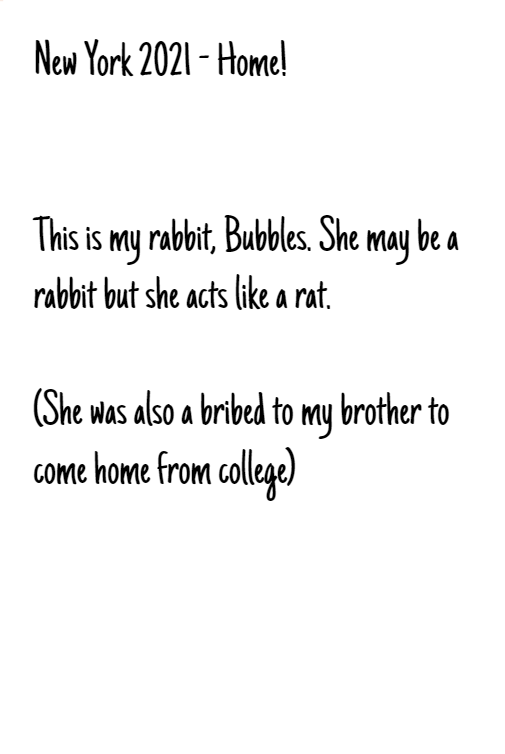 New York 2021 - Home!
This is my rabbit, Bubbles. She may be a
rabbit but she acts like a rat.
(She was also a bribed to my brother to
come home from college)